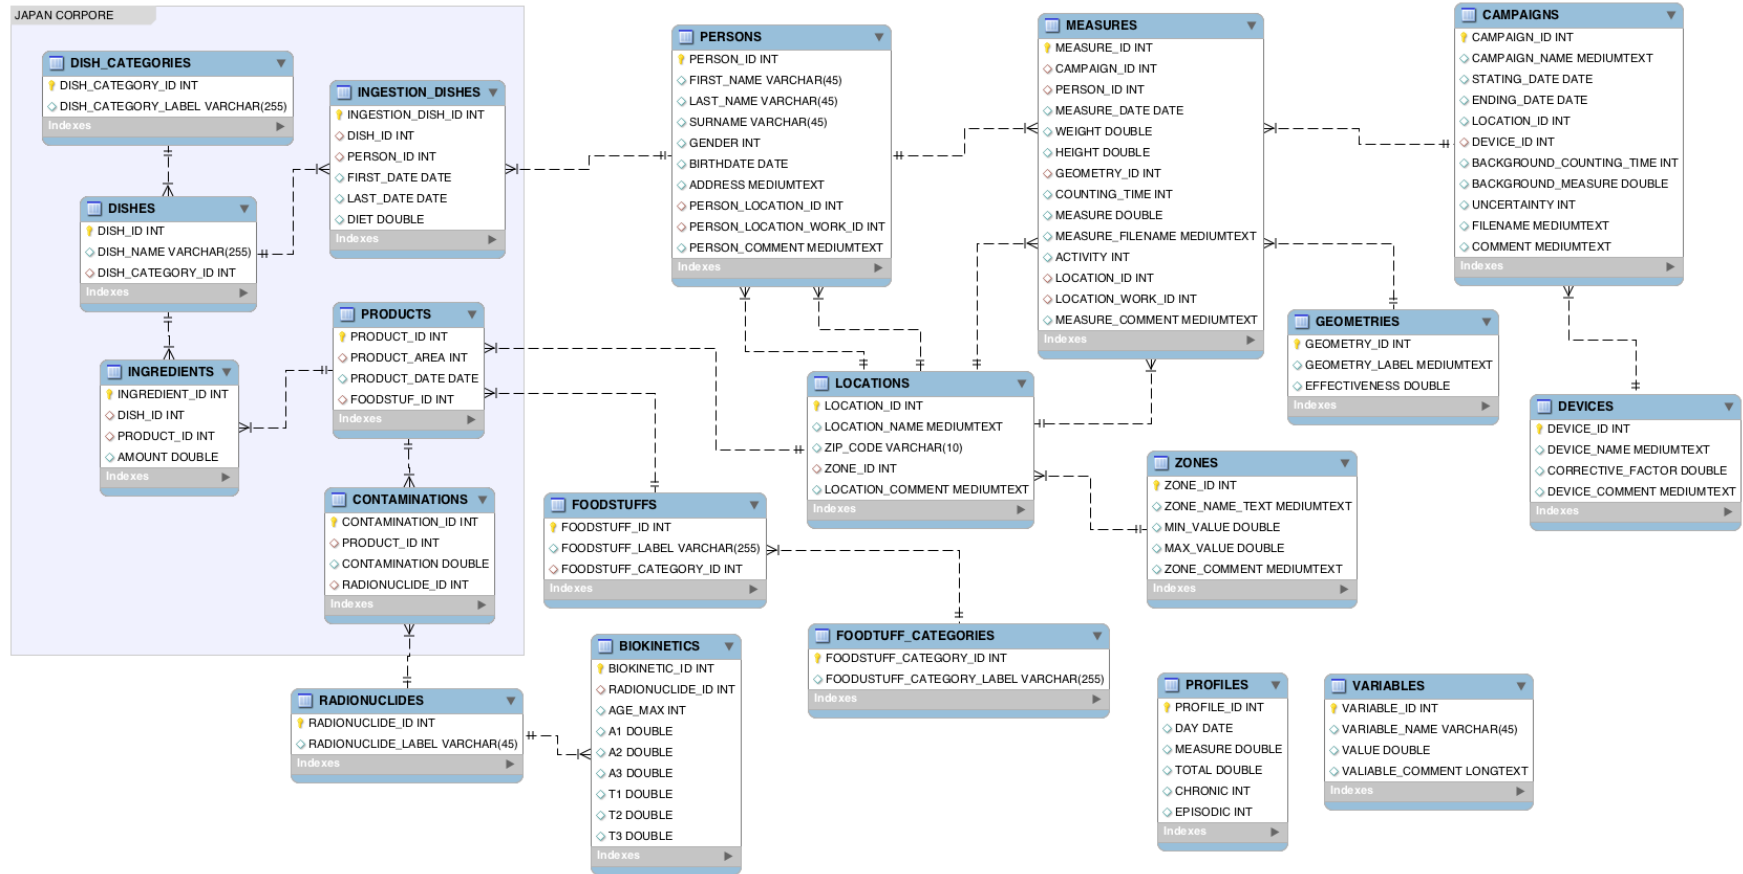 JAPAN CORPORE
DISH_CATEGORIES
DISH_CATEGORY_ID INT
DISH_CATEGORY_LABEL VARCHAR(255)
Indexes
INGESTION_DISHES
INGESTION_DISH_ID INT
DISH_ID INT
PERSON_ID INT
FIRST_DATE DATE
LAST_DATE DATE
DIET DOUBLE
Indexes
DISHES
DISH_ID INT
DISH_NAME VARCHAR(255)
DISH_CATEGORY_ID INT
Indexes
PRODUCTS
PRODUCT_ID INT
PRODUCT_AREA INT
PRODUCT_DATE DATE
FOODSTUF_ID INT
Indexes
INGREDIENTS
INGREDIENT_ID INT
DISH_ID INT
PRODUCT_ID INT
AMOUNT DOUBLE
Indexes
CONTAMINATIONS
CONTAMINATION_ID INT
PRODUCT_ID INT
CONTAMINATION DOUBLE
RADIONUCLIDE_ID INT
Indexes
RADIONUCLIDES
RADIONUCLIDE_ID INT
RADIONUCLIDE_LABEL VARCHAR(45)
Indexes
PERSONS
PERSON_ID INT
FIRST_NAME VARCHAR(45)
LAST_NAME VARCHAR(45)
SURNAME VARCHAR(45)
GENDER INT
BIRTHDATE DATE
ADDRESS MEDIUMTEXT
PERSON_LOCATION_ID INT
PERSON_LOCATION_WORK_ID INT
PERSON_COMMENT MEDIUMTEXT
Indexes
MEASURES
MEASURE_ID INT
CAMPAIGN_ID INT
PERSON_ID INT
MEASURE_DATE DATE
WEIGHT DOUBLE
HEIGHT DOUBLE
GEOMETRY_ID INT
COUNTING_TIME INT
MEASURE DOUBLE
MEASURE_FILENAME MEDIUMTEXT
ACTIVITY INT
LOCATION_ID INT
LOCATION_WORK_ID INT
MEASURE_COMMENT MEDIUMTEXT
Indexes
CAMPAIGNS
CAMPAIGN_ID INT
CAMPAIGN_NAME MEDIUMTEXT
STATING_DATE DATE
ENDING_DATE DATE
LOCATION_ID INT
DEVICE_ID INT
BACKGROUND_COUNTING_TIME INT
BACKGROUND_MEASURE DOUBLE
UNCERTAINTY INT
FILENAME MEDIUMTEXT
COMMENT MEDIUMTEXT
Indexes
GEOMETRIES
GEOMETRY_ID INT
GEOMETRY_LABEL MEDIUMTEXT
EFFECTIVENESS DOUBLE
Indexes
DEVICES
DEVICE_ID INT
DEVICE_NAME MEDIUMTEXT
CORRECTIVE_FACTOR DOUBLE
DEVICE_COMMENT MEDIUMTEXT
Indexes
LOCATIONS
LOCATION_ID INT
LOCATION_NAME MEDIUMTEXT
ZIP_CODE VARCHAR(10)
ZONE_ID INT
LOCATION_COMMENT MEDIUMTEXT
Indexes
ZONES
ZONE_ID INT
ZONE_NAME_TEXT MEDIUMTEXT
MIN_VALUE DOUBLE
MAX_VALUE DOUBLE
ZONE_COMMENT MEDIUMTEXT
Indexes
FOODSTUFFS
FOODSTUFF_ID INT
FOODSTUFF_LABEL VARCHAR(255)
FOODSTUFF_CATEGORY_ID INT
Indexes
FOODTUFF_CATEGORIES
FOODSTUFF_CATEGORY_ID INT
FOODUSTUFF_CATEGORY_LABEL VARCHAR(255)
Indexes
BIOKINETICS
BIOKINETIC_ID INT
RADIONUCLIDE_ID INT
AGE_MAX INT
A1 DOUBLE
A2 DOUBLE
A3 DOUBLE
T1 DOUBLE
T2 DOUBLE
T3 DOUBLE
Indexes
PROFILES
PROFILE_ID INT
DAY DATE
MEASURE DOUBLE
TOTAL DOUBLE
CHRONIC INT
EPISODIC INT
Indexes
VARIABLES
VARIABLE_ID INT
VARIABLE_NAME VARCHAR(45)
VALUE DOUBLE
VALIABLE_COMMENT LONGTEXT
Indexes